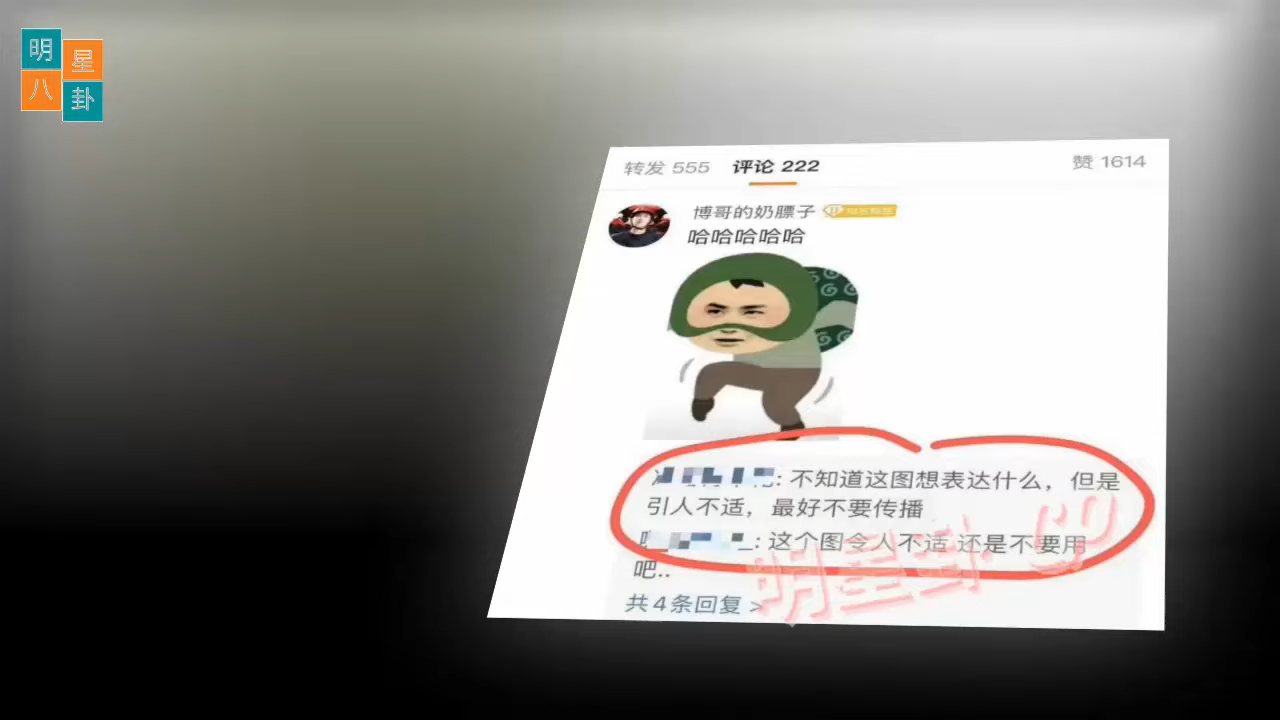 明星
八卦
转发 555 评论 222 赞 1614
博哥的奶膘子
哈哈哈哈哈
: 不知道这图想表达什么，但是
引人不适，最好不要传播
_: 这个图令人不适 还是不要用
吧..
共4条回复 >
明星卦